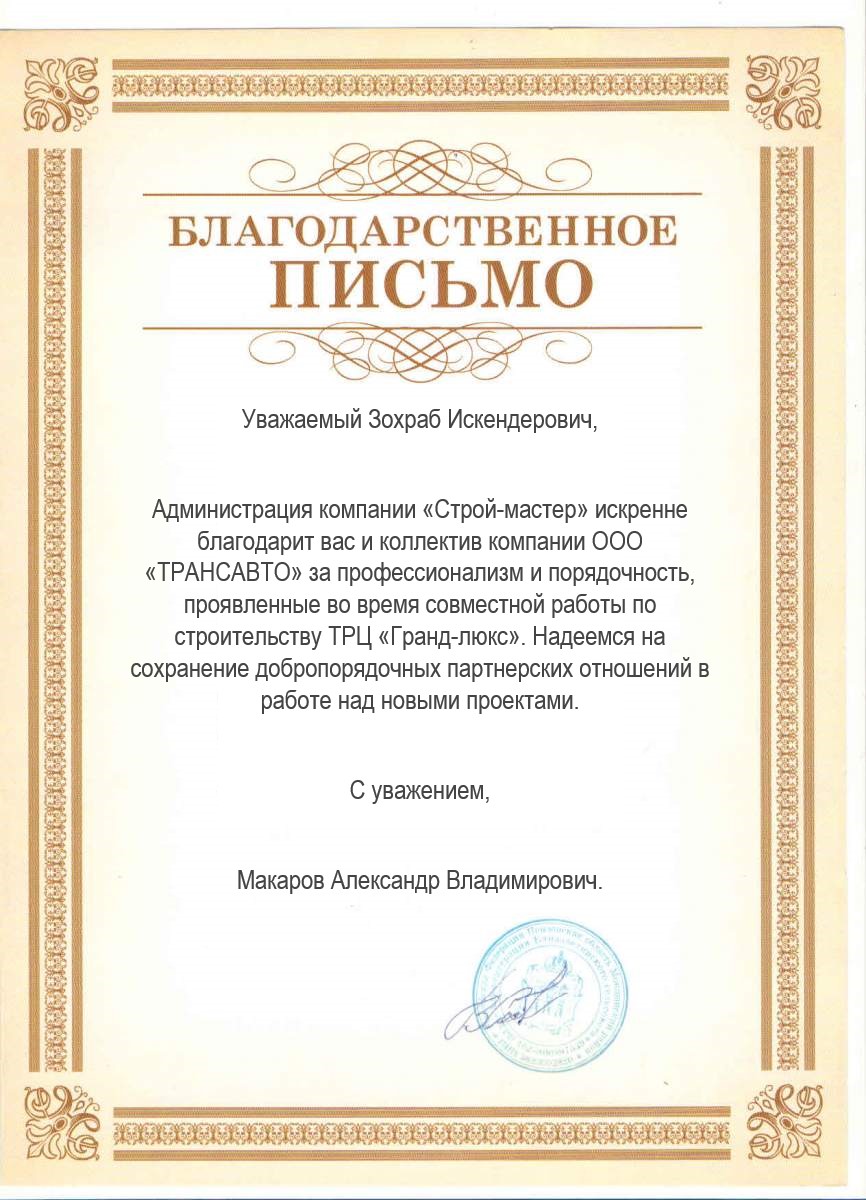 БЛАГОДАРСТВЕННОЕ
ПИСЬМО
Уважаемый Зохраб Искендерович,
Администрация компании «Строй-мастер» искренне
благодарит вас и коллектив компании ООО
«ТРАНСАВТО» за профессионализм и порядочность,
проявленные во время совместной работы по
строительству ТРЦ «Гранд-люкс». Надеемся на
сохранение добропорядочных партнерских отношений в
работе над новыми проектами.
С уважением,
Макаров Александр Владимирович.